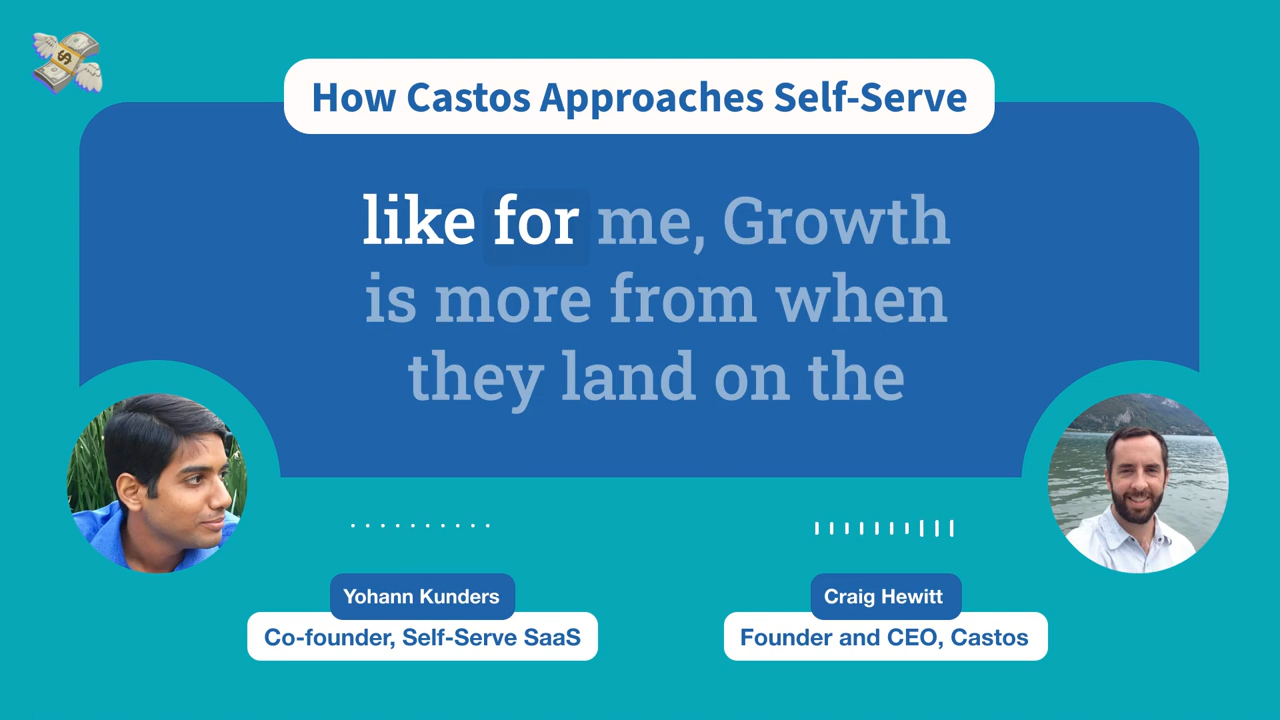 How Castos Approaches Self-Serve
like for me, Growth
is more from when
they land on the
Yohann Kunders
Co-founder, Self-Serve SaaS
Craig Hewitt
Founder and CEO, Castos